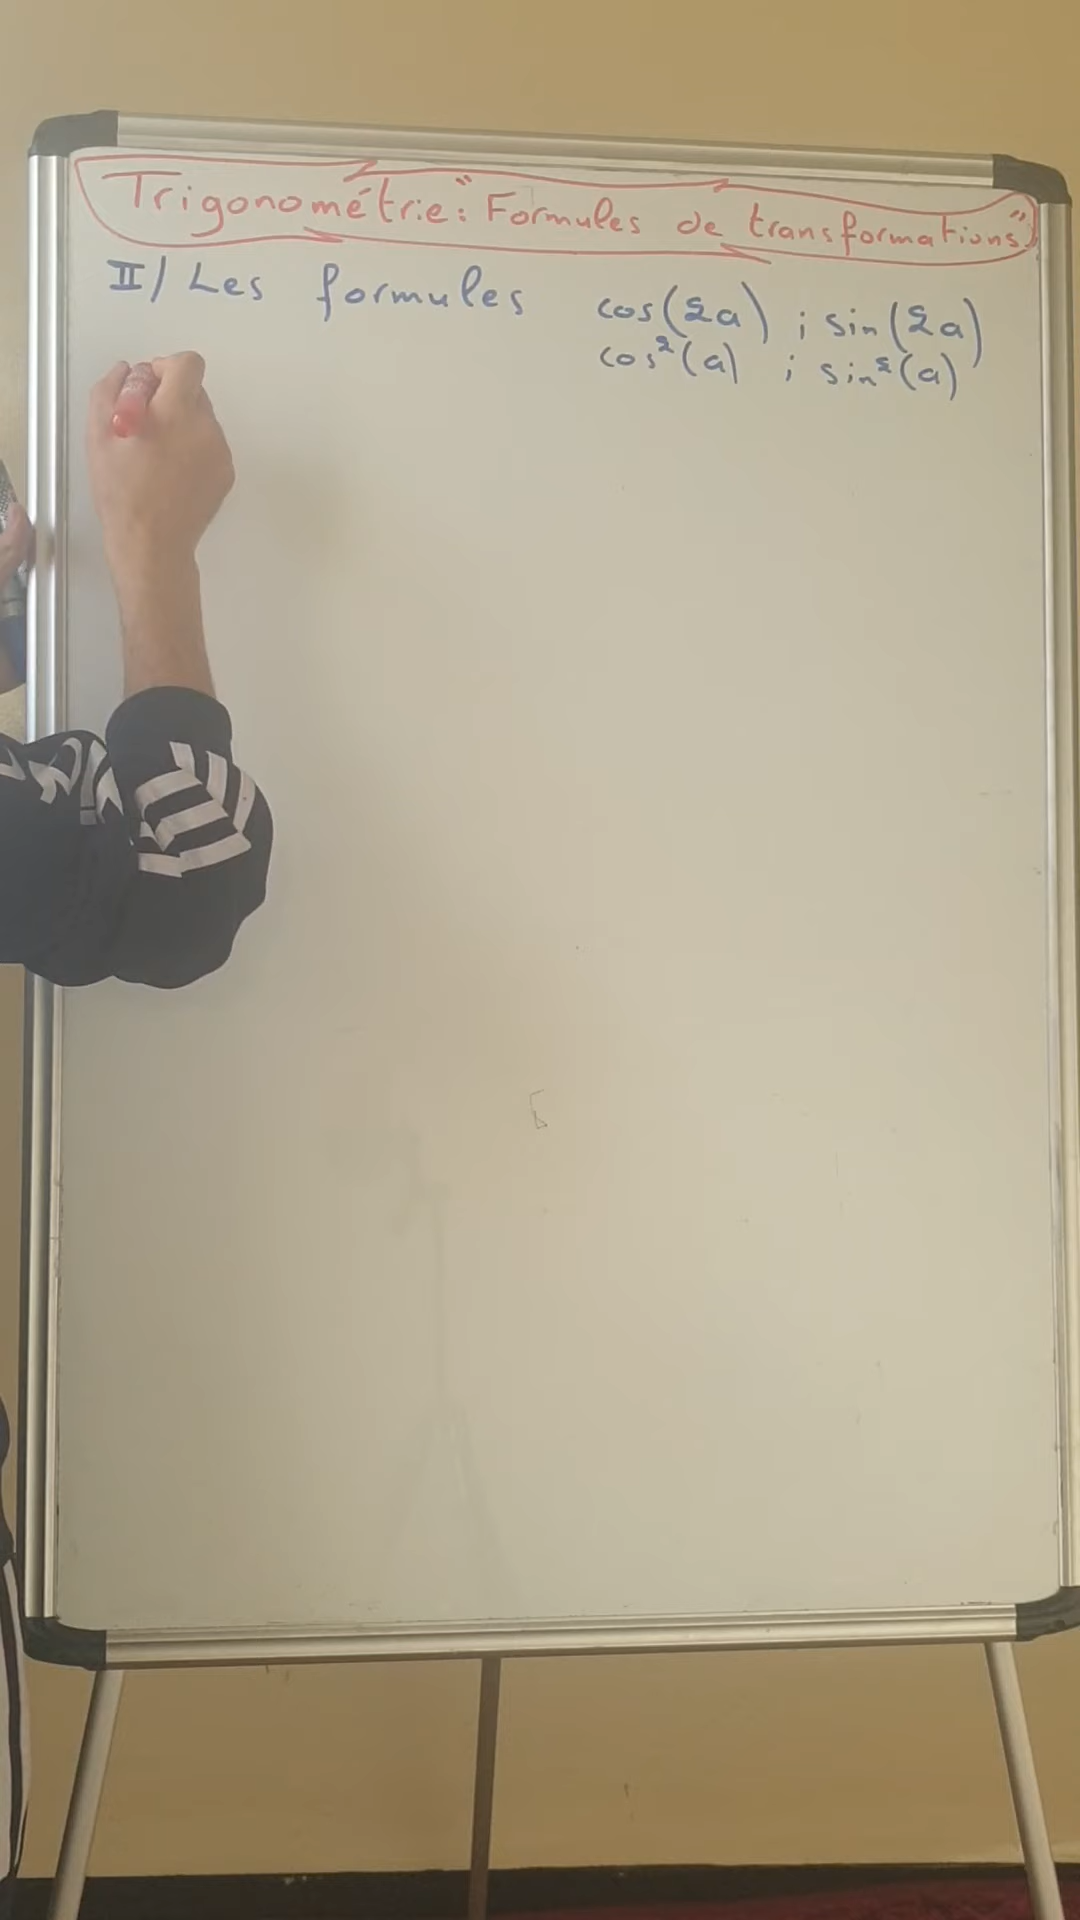 Trigonométrie: "Formules de transformations"
II/ Les formules cos(2a) ; sin(2a)
cos²(a) ; sin²(a)